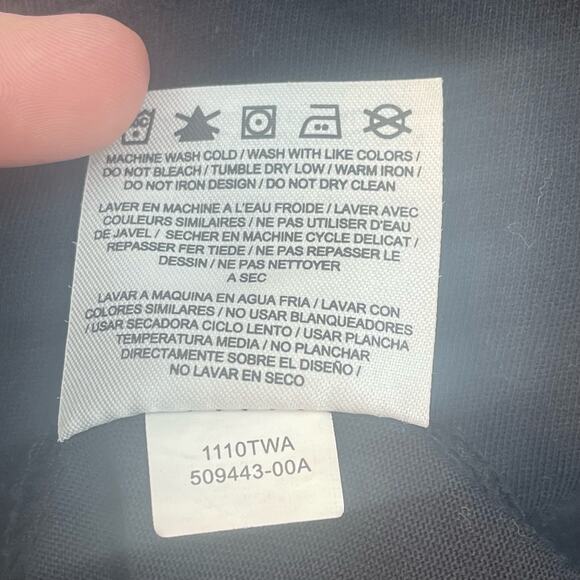 MACHINE WASH COLD / WASH WITH LIKE COLORS /
DO NOT BLEACH / TUMBLE DRY LOW / WARM IRON /
DO NOT IRON DESIGN / DO NOT DRY CLEAN
LAVER EN MACHINE A L'EAU FROIDE / LAVER AVEC
COULEURS SIMILAIRES / NE PAS UTILISER D'EAU
DE JAVEL / SECHER EN MACHINE CYCLE DELICAT /
REPASSER FER TIEDE / NE PAS REPASSER LE
DESSIN / NE PAS NETTOYER
A SEC
LAVAR A MAQUINA EN AGUA FRIA / LAVAR CON
COLORES SIMILARES / NO USAR BLANQUEADORES
/ USAR SECADORA CICLO LENTO / USAR PLANCHA
TEMPERATURA MEDIA / NO PLANCHAR
DIRECTAMENTE SOBRE EL DISEÑO /
NO LAVAR EN SECO
1110TWA
509443-00A